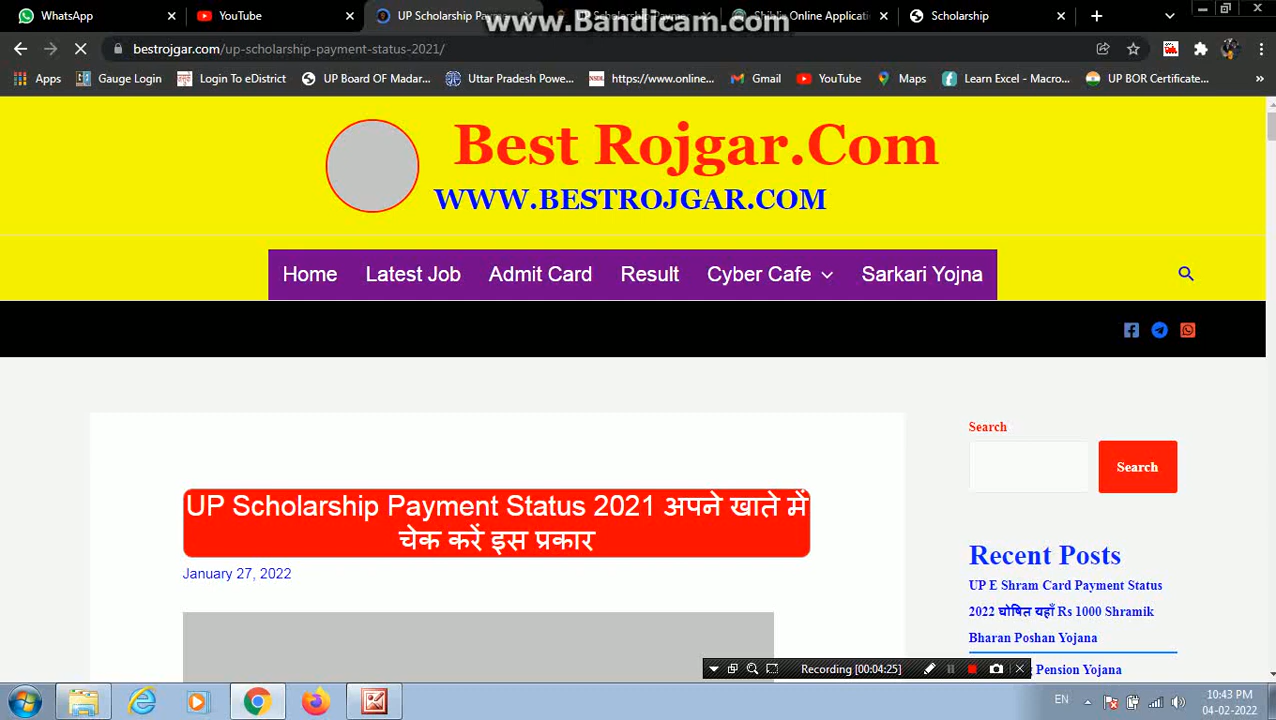 www.Bandicam.com
WhatsApp
YouTube
UP Scholarship Paym
UP Scholarship Payme
Online Applicati
Scholarship
bestrojgar.com/up-scholarship-payment-status-2021/
Apps
Gauge Login
Login To eDistrict
UP Board OF Madar...
Uttar Pradesh Powe...
NSDL
https://www.online...
Gmail
YouTube
Maps
Learn Excel - Macro...
UP BOR Certificate...
»
Best Rojgar.Com
WWW.BESTROJGAR.COM
Home
Latest Job
Admit Card
Result
Cyber Cafe
Sarkari Yojna
Search
Search
UP Scholarship Payment Status 2021 अपने खाते में
चेक करें इस प्रकार
January 27, 2022
Recent Posts
UP E Shram Card Payment Status
2022 घोषित यहाँ Rs 1000 Shramik
Bharan Poshan Yojana
Pension Yojana
Recording [00:04:25]
EN
10:43 PM
04-02-2022